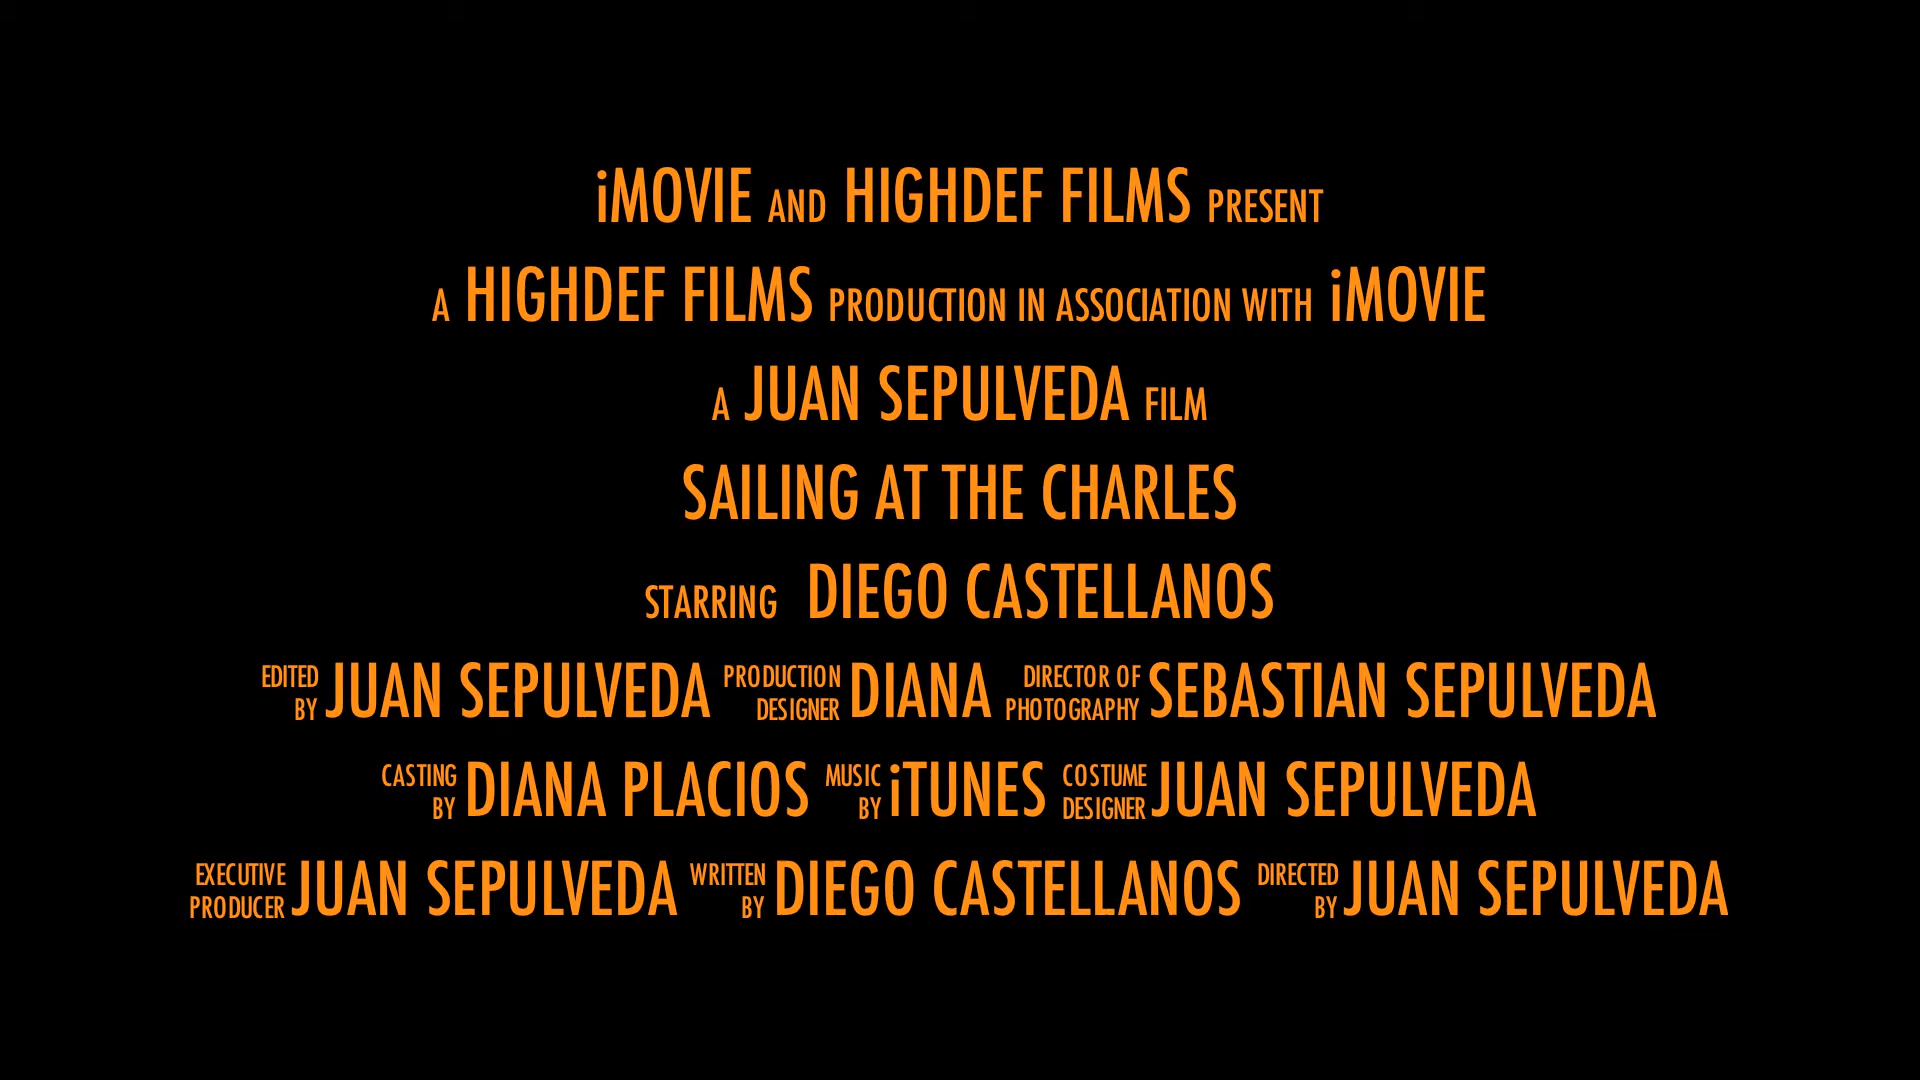 iMOVIE AND HIGHDEF FILMS PRESENT
A HIGHDEF FILMS PRODUCTION IN ASSOCIATION WITH iMOVIE
A JUAN SEPULVEDA FILM
SAILING AT THE CHARLES
STARRING DIEGO CASTELLANOS
EDITED BY JUAN SEPULVEDA PRODUCTION DESIGNER DIANA DIRECTOR OF PHOTOGRAPHY SEBASTIAN SEPULVEDA
CASTING BY DIANA PLACIOS MUSIC BY iTUNES COSTUME DESIGNER JUAN SEPULVEDA
EXECUTIVE PRODUCER JUAN SEPULVEDA WRITTEN BY DIEGO CASTELLANOS DIRECTED BY JUAN SEPULVEDA